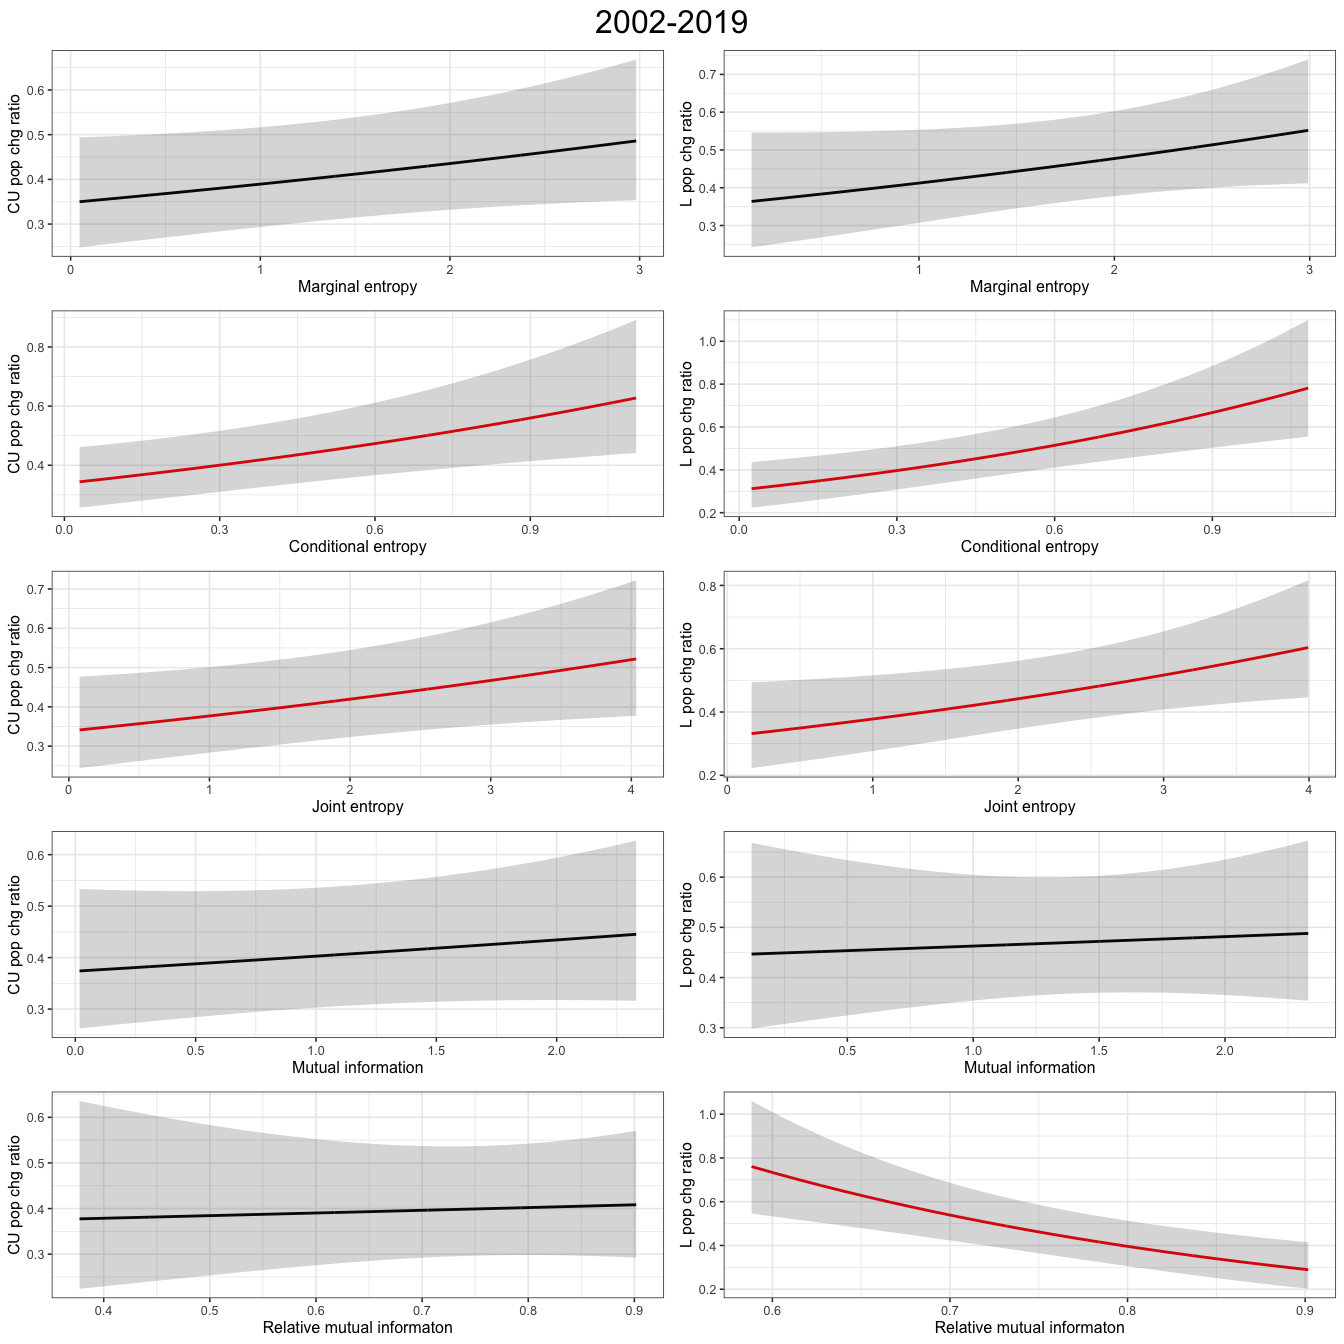 2002-2019
CU pop chg ratio
0.6
0.5
0.4
0.3
0 1 2 3
Marginal entropy
L pop chg ratio
0.7
0.6
0.5
0.4
0.3
1 2 3
Marginal entropy
CU pop chg ratio
0.8
0.6
0.4
0.0 0.3 0.6 0.9
Conditional entropy
L pop chg ratio
1.0
0.8
0.6
0.4
0.2
0.0 0.3 0.6 0.9
Conditional entropy
CU pop chg ratio
0.7
0.6
0.5
0.4
0.3
0 1 2 3 4
Joint entropy
L pop chg ratio
0.8
0.6
0.4
0.2
0 1 2 3 4
Joint entropy
CU pop chg ratio
0.6
0.5
0.4
0.3
0.0 0.5 1.0 1.5 2.0
Mutual information
L pop chg ratio
0.6
0.5
0.4
0.3
0.5 1.0 1.5 2.0
Mutual information
CU pop chg ratio
0.6
0.5
0.4
0.3
0.4 0.5 0.6 0.7 0.8 0.9
Relative mutual informaton
L pop chg ratio
1.0
0.8
0.6
0.4
0.2
0.6 0.7 0.8 0.9
Relative mutual informaton